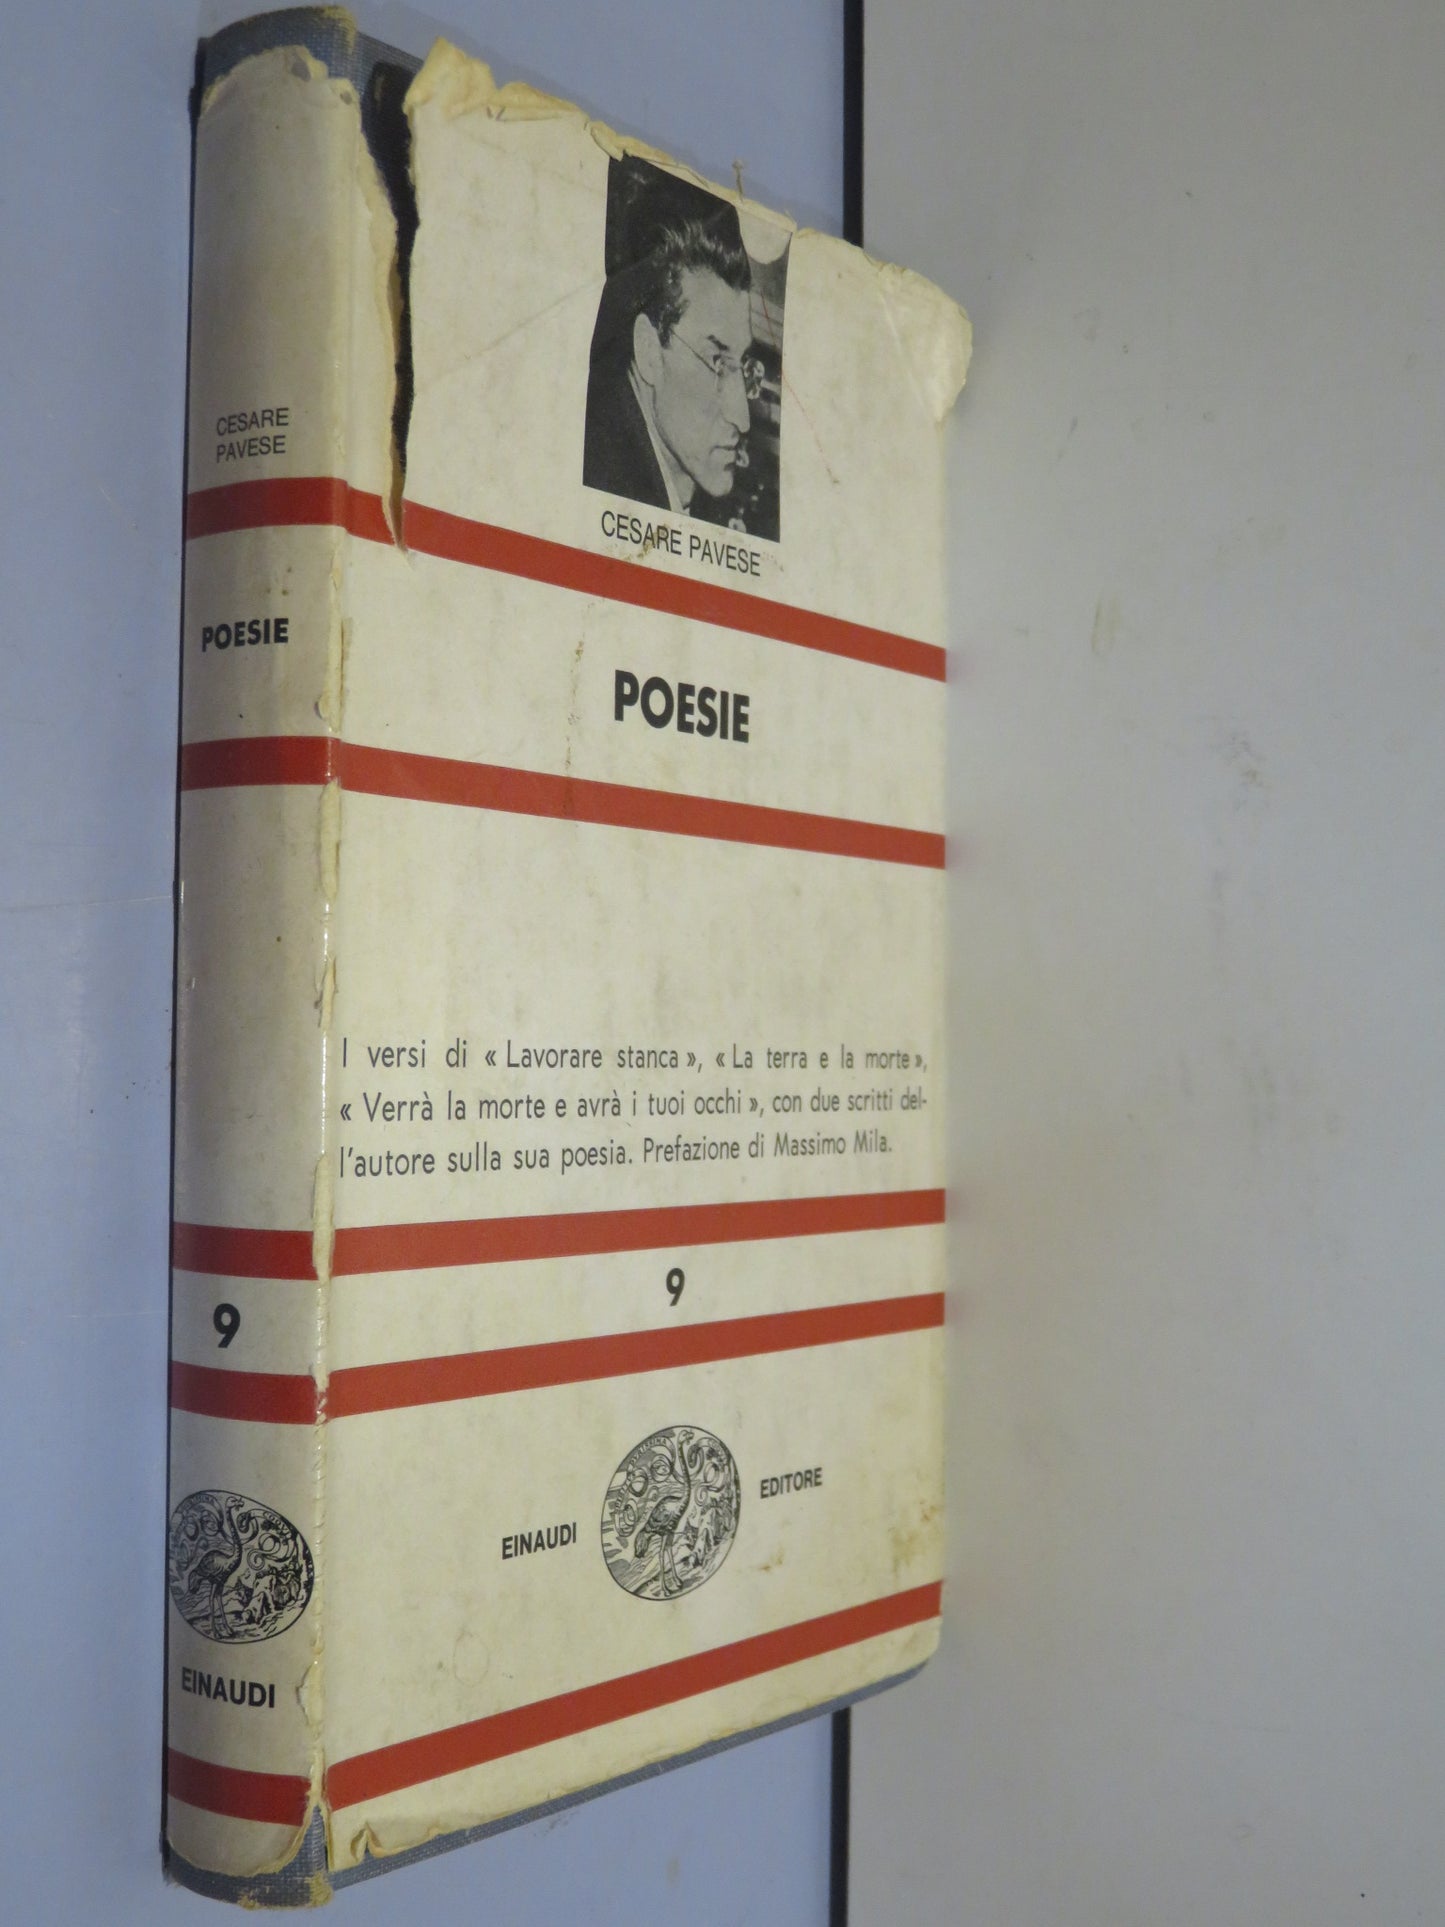 CESARE
PAVESE
POESIE
9
EINAUDI
CESARE PAVESE
POESIE
I versi di « Lavorare stanca », « La terra e la morte »,
« Verrà la morte e avrà i tuoi occhi », con due scritti del-
l'autore sulla sua poesia. Prefazione di Massimo Mila.
9
EINAUDI
EDITORE